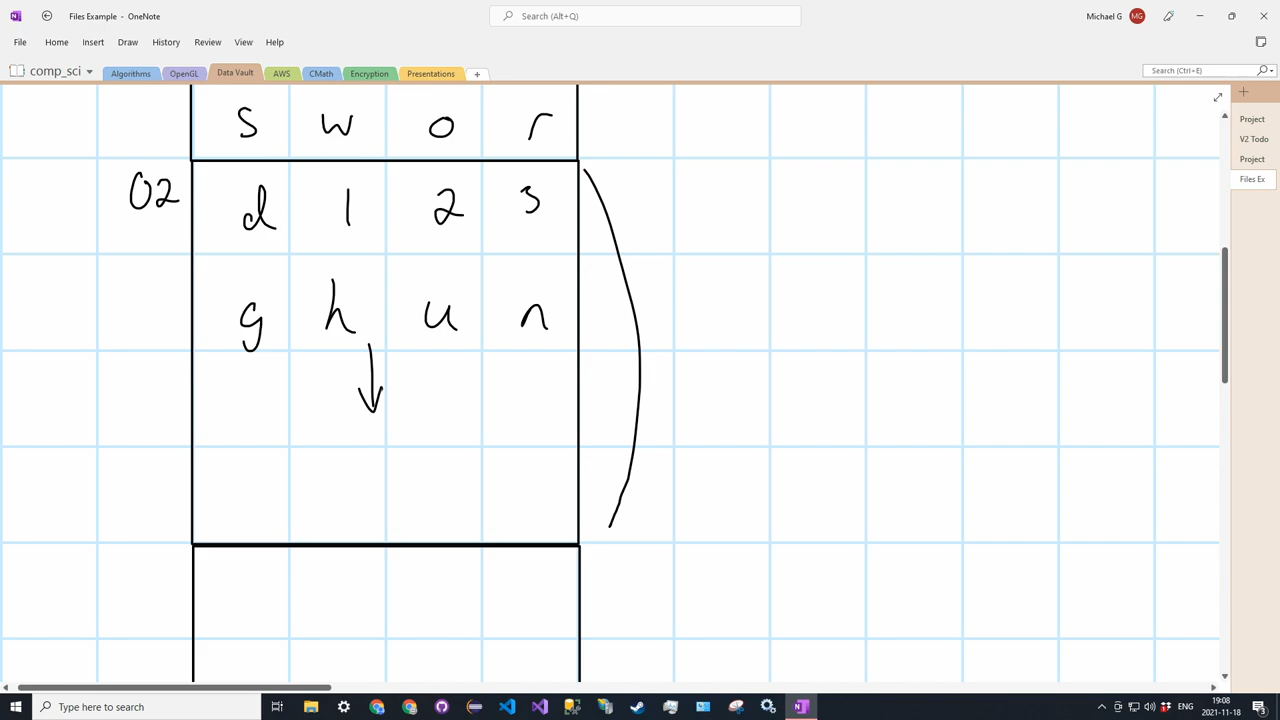 Files Example - OneNote
Search (Alt+Q)
Michael G
MG
File Home Insert Draw History Review View Help
comp_sci
Algorithms OpenGL Data Vault AWS CMath Encryption Presentations +
Search (Ctrl+E)
s w o r
02 d 1 2 3
g h u n
Project
V2 Todo
Project
Files Ex
Type here to search
ENG
19:08
2021-11-18